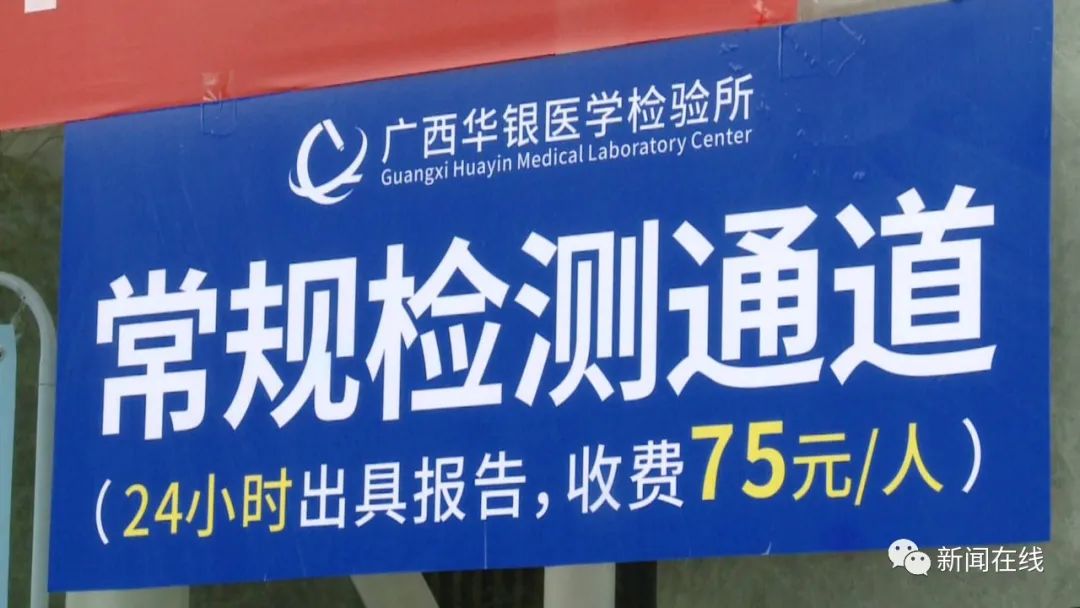 广西华银医学检验所
Guangxi Huayin Medical Laboratory Center
常规检测通道
（24小时出具报告，收费75元/人）
新闻在线